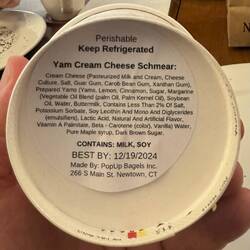 Perishable
Keep Refrigerated
Yam Cream Cheese Schmear:
Cream Cheese (Pasteurized Milk and Cream, Cheese
Culture, Salt, Guar Gum, Carob Bean Gum, Xanthan Gum),
Prepared Yams (Yams, Lemon, Cinnamon, Sugar, Margarine
(Vegetable Oil Blend (palm Oil, Palm Kernel Oil), Soybean
Oil, Water, Buttermilk, Contains Less Than 2% Of Salt,
Potassium Sorbate, Soy Lecithin And Mono And Diglycerides
(emulsifiers), Lactic Acid, Natural And Artificial Flavor,
Vitamin A Palmitate, Beta - Carotene (color), Vanilla) Water,
Pure Maple syrup, Dark Brown Sugar.
CONTAINS: MILK, SOY
BEST BY: 12/19/2024
Made By: PopUp Bagels Inc.
266 S Main St. Newtown, CT